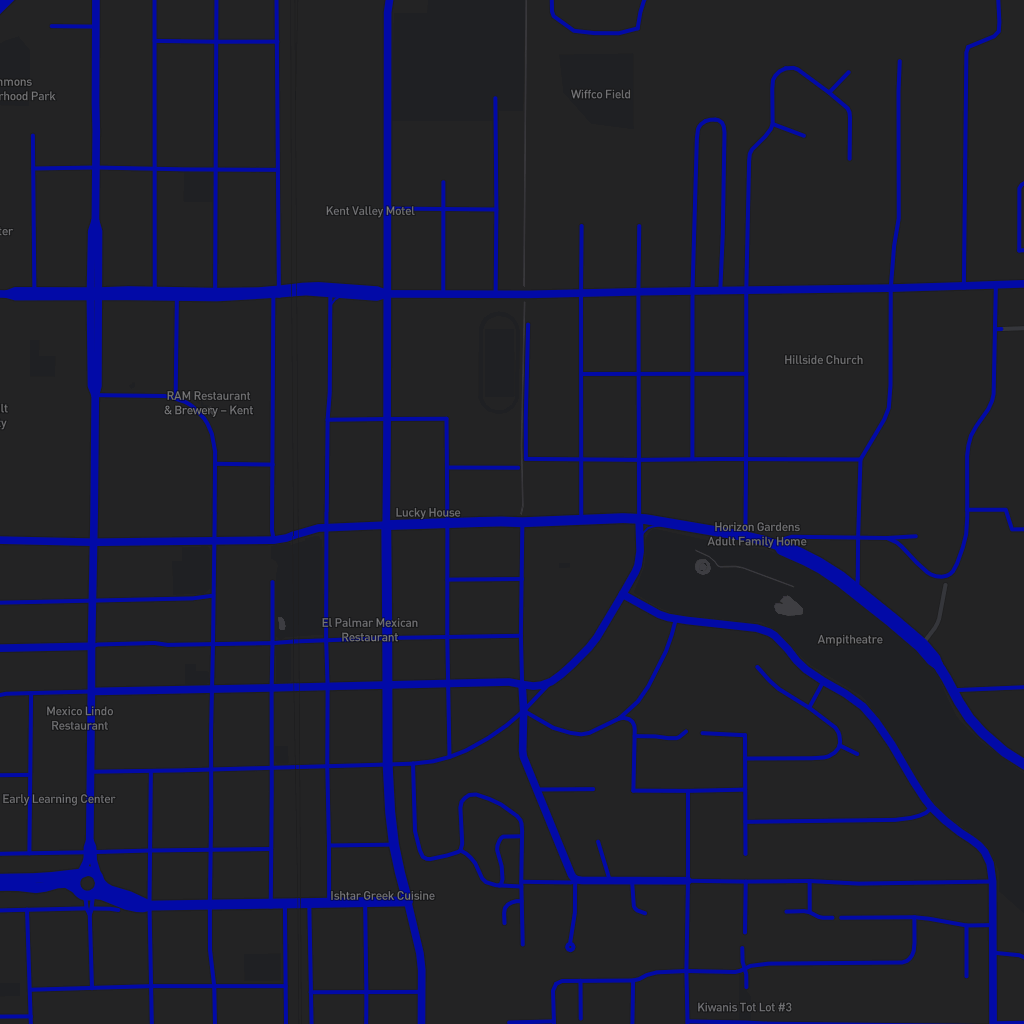 mmons
rhood Park
Wiffco Field
Kent Valley Motel
ter
Hillside Church
RAM Restaurant
& Brewery – Kent
lt
y
Lucky House
Horizon Gardens
Adult Family Home
El Palmar Mexican
Restaurant
Ampitheatre
Mexico Lindo
Restaurant
Early Learning Center
Ishtar Greek Cuisine
Kiwanis Tot Lot #3